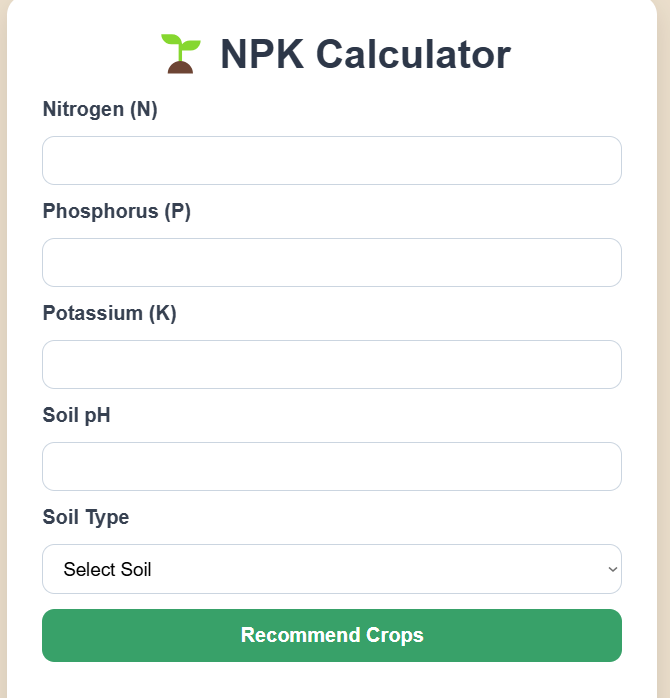 NPK Calculator
Nitrogen (N)
Phosphorus (P)
Potassium (K)
Soil pH
Soil Type
Select Soil
Recommend Crops